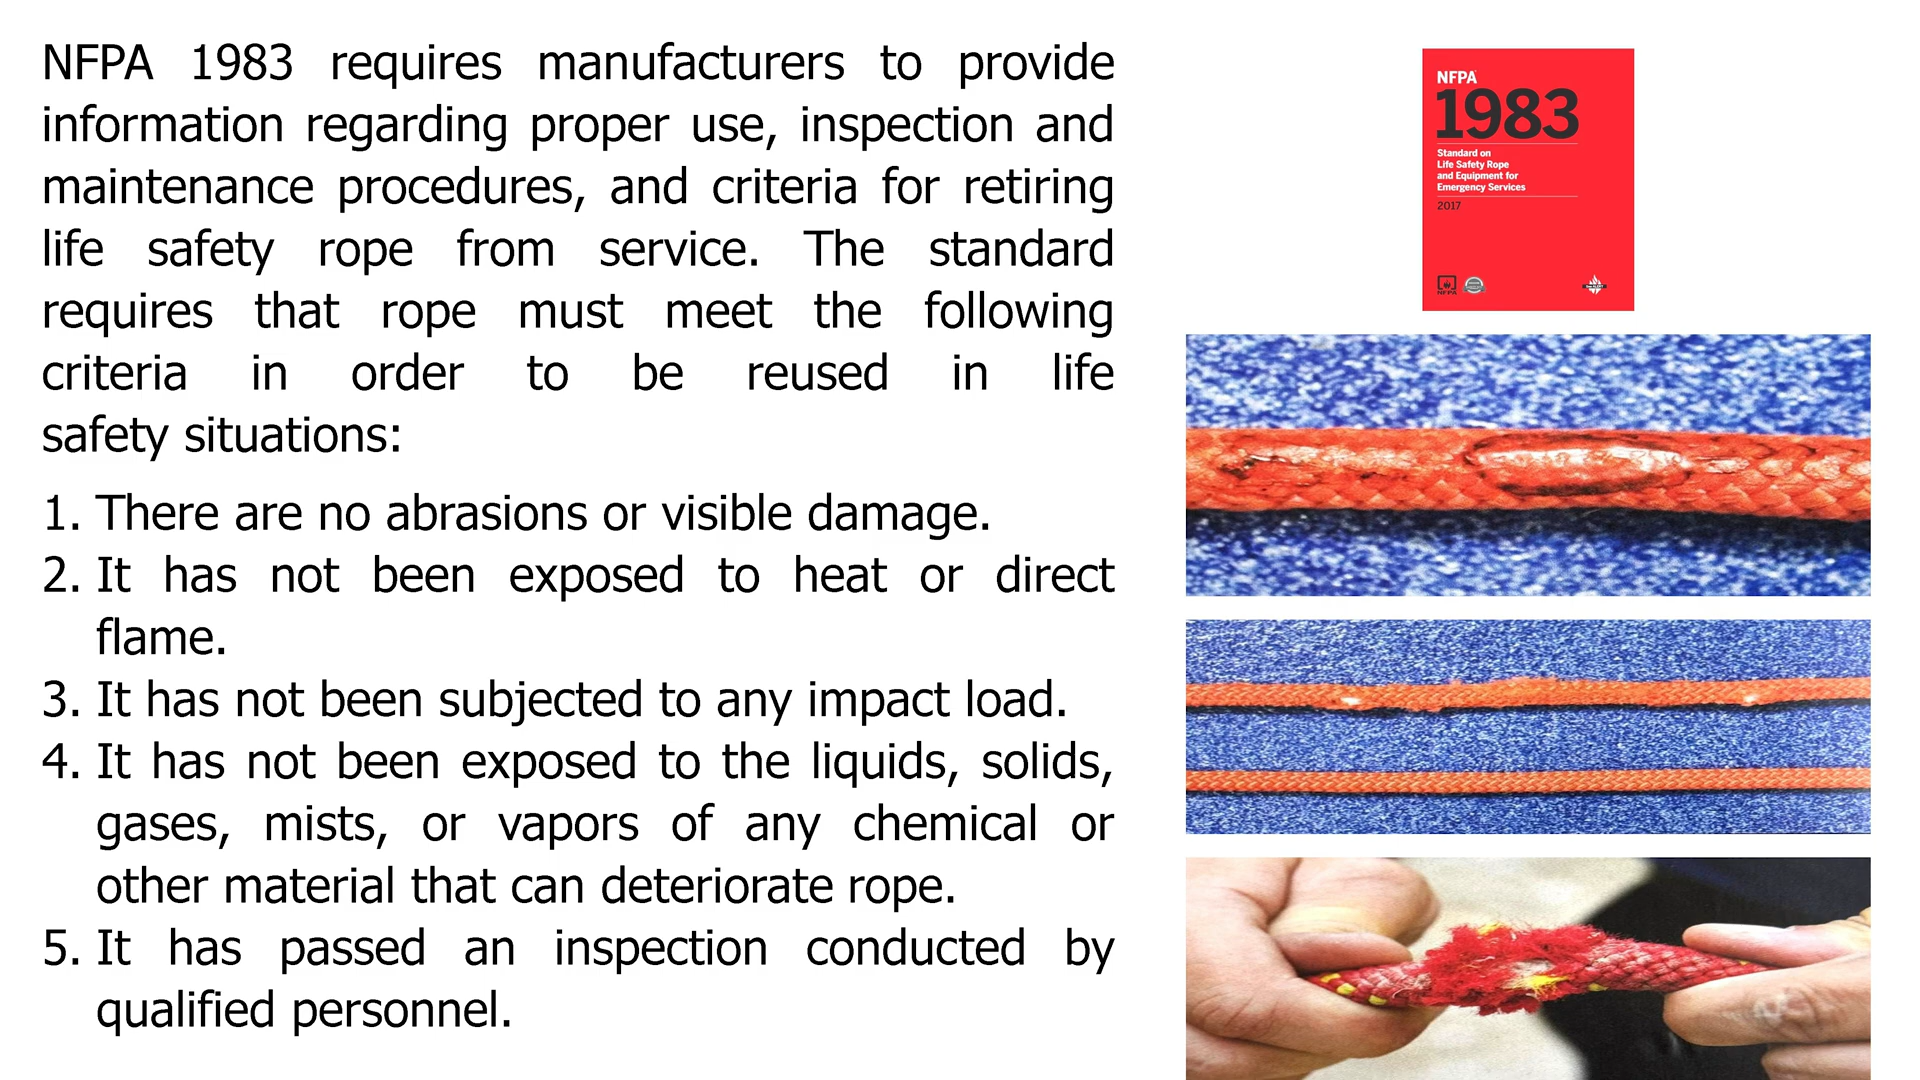 NFPA 1983 requires manufacturers to provide
information regarding proper use, inspection and
maintenance procedures, and criteria for retiring
life safety rope from service. The standard
requires that rope must meet the following
criteria in order to be reused in life
safety situations:
1. There are no abrasions or visible damage.
2. It has not been exposed to heat or direct
flame.
3. It has not been subjected to any impact load.
4. It has not been exposed to the liquids, solids,
gases, mists, or vapors of any chemical or
other material that can deteriorate rope.
5. It has passed an inspection conducted by
qualified personnel.
NFPA
1983
Standard on
Life Safety Rope
and Equipment for
Emergency Services
2017
NFPA